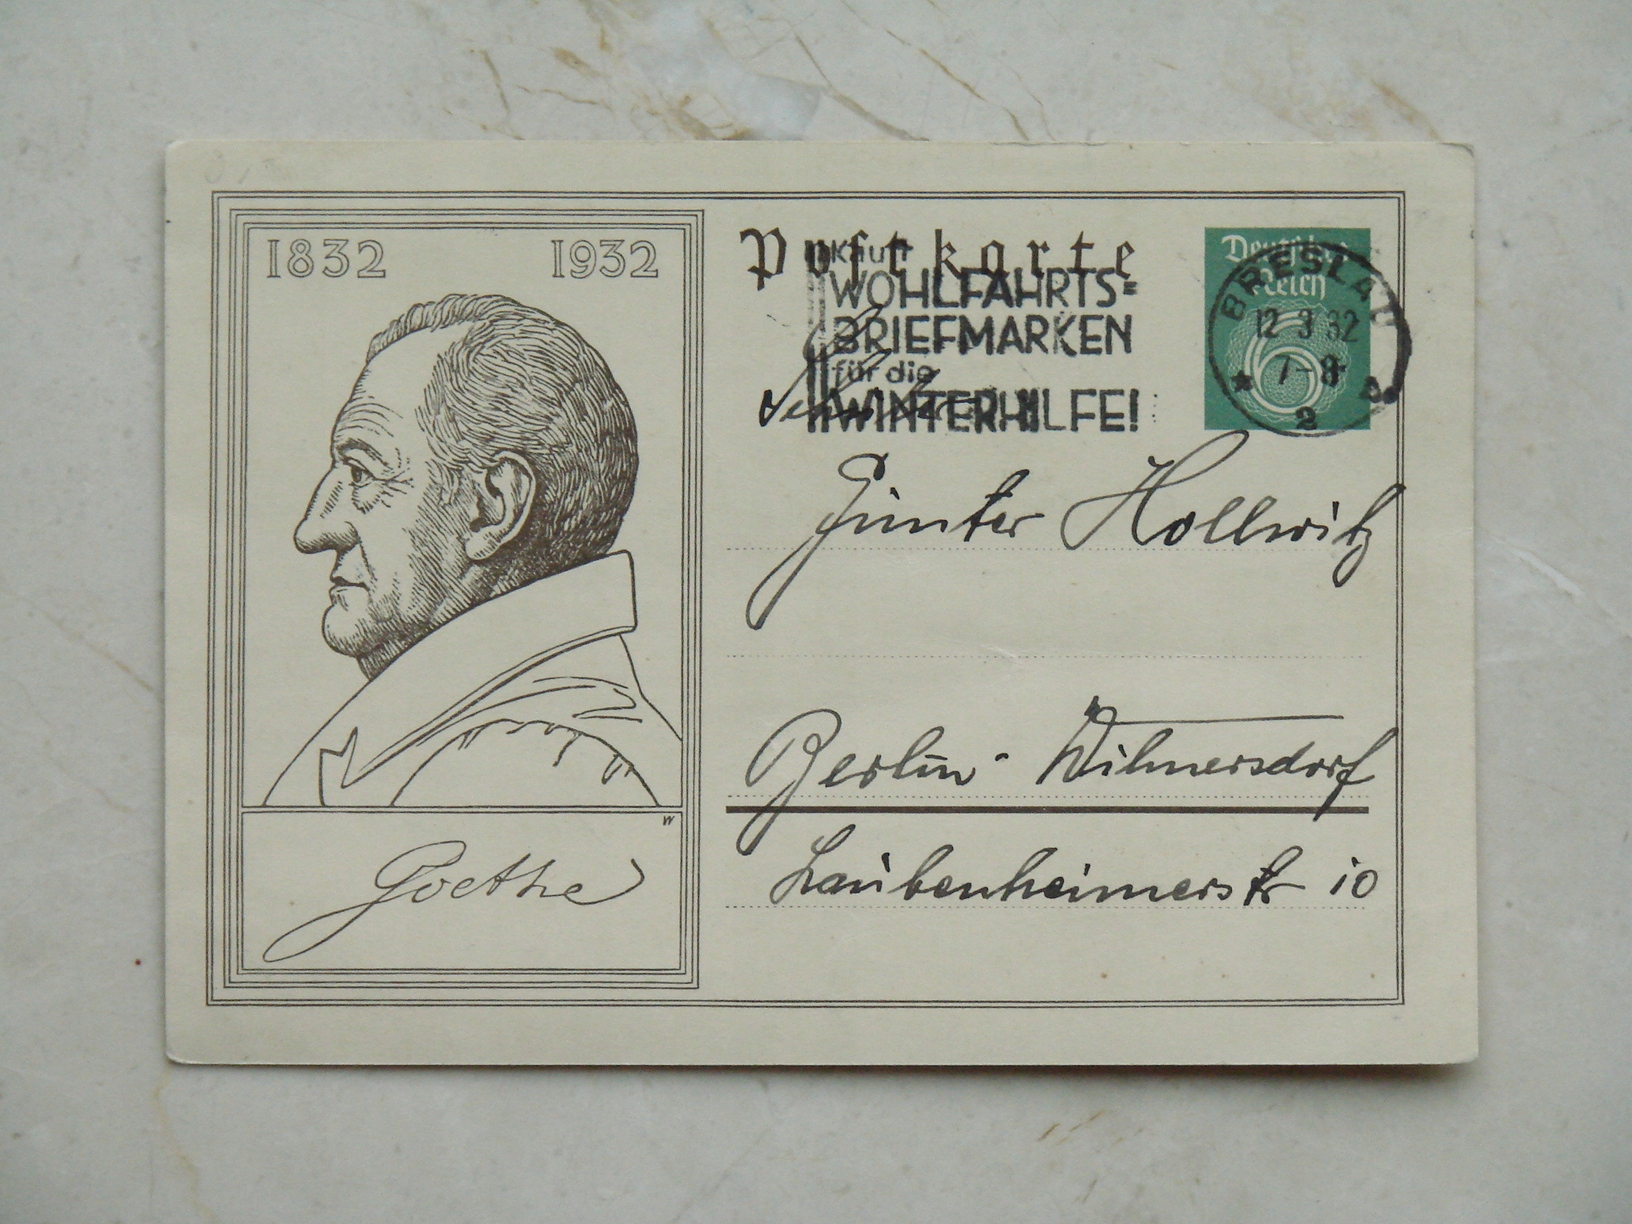 1832 1932
Goethe
W
Postkarte
Kauft
WOHLFAHRTS=
BRIEFMARKEN
für die
WINTERHILFE!
Deutsches
Reich
6
BRESLAU
12.3.32
7-8
* 2
Günter Hollwitz
Berlin-Wilmersdorf
Laubenheimerstr 10